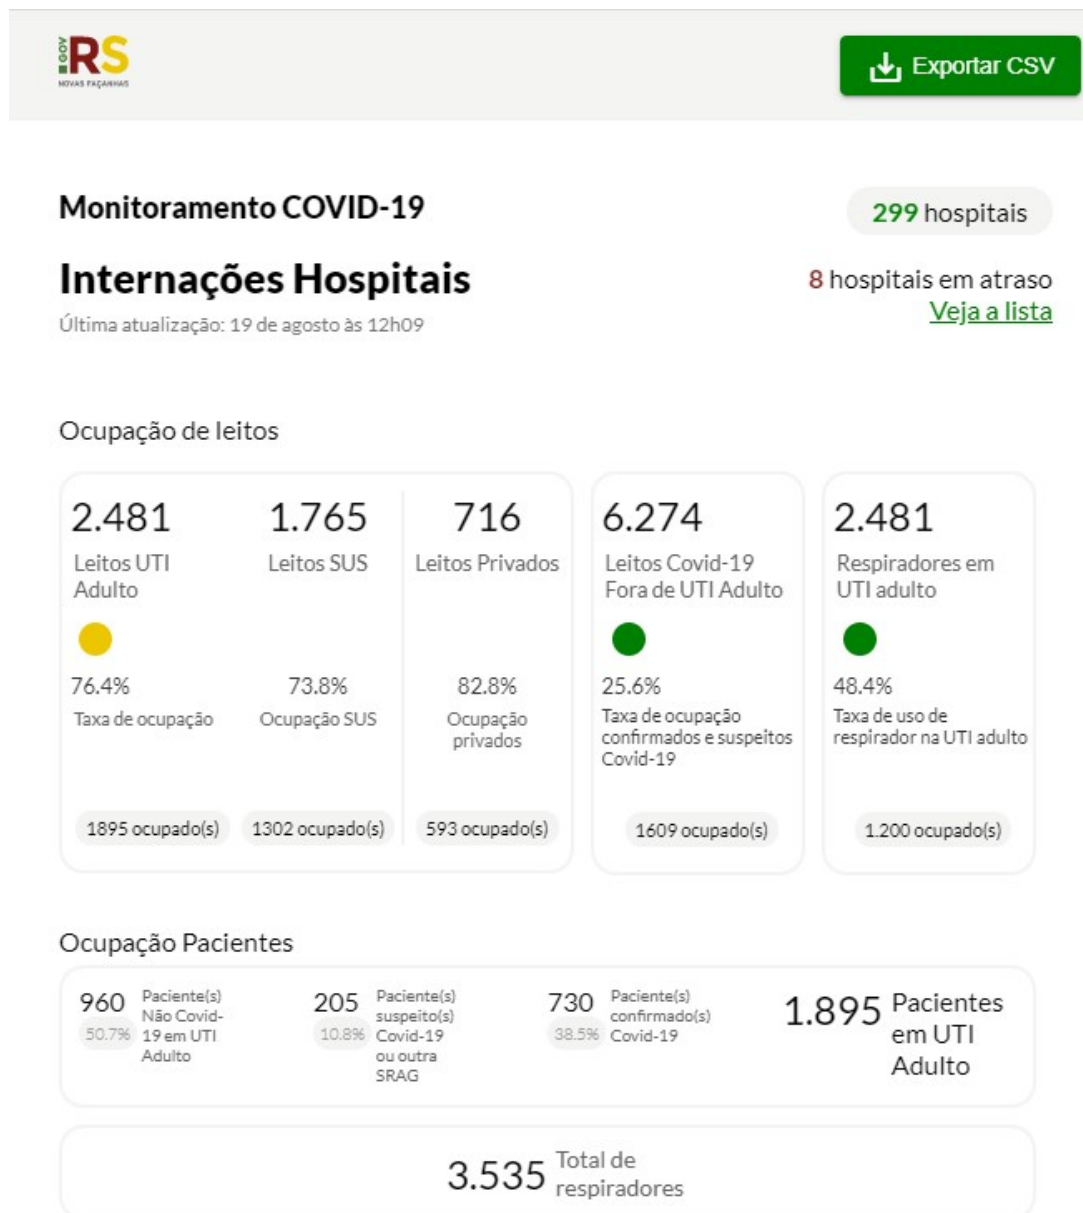 GOV
RS
NOVAS FAÇANHAS
Exportar CSV
Monitoramento COVID-19
299 hospitais
Internações Hospitais
8 hospitais em atraso
Veja a lista
Última atualização: 19 de agosto às 12h09
Ocupação de leitos
2.481
Leitos UTI
Adulto
76.4%
Taxa de ocupação
1895 ocupado(s)
1.765
Leitos SUS
73.8%
Ocupação SUS
1302 ocupado(s)
716
Leitos Privados
82.8%
Ocupação
privados
593 ocupado(s)
6.274
Leitos Covid-19
Fora de UTI Adulto
25.6%
Taxa de ocupação
confirmados e suspeitos
Covid-19
1609 ocupado(s)
2.481
Respiradores em
UTI adulto
48.4%
Taxa de uso de
respirador na UTI adulto
1.200 ocupado(s)
Ocupação Pacientes
960
50.7%
Paciente(s)
Não Covid-
19 em UTI
Adulto
205
10.8%
Paciente(s)
suspeito(s)
Covid-19
ou outra
SRAG
730
38.5%
Paciente(s)
confirmado(s)
Covid-19
1.895
Pacientes
em UTI
Adulto
3.535
Total de
respiradores